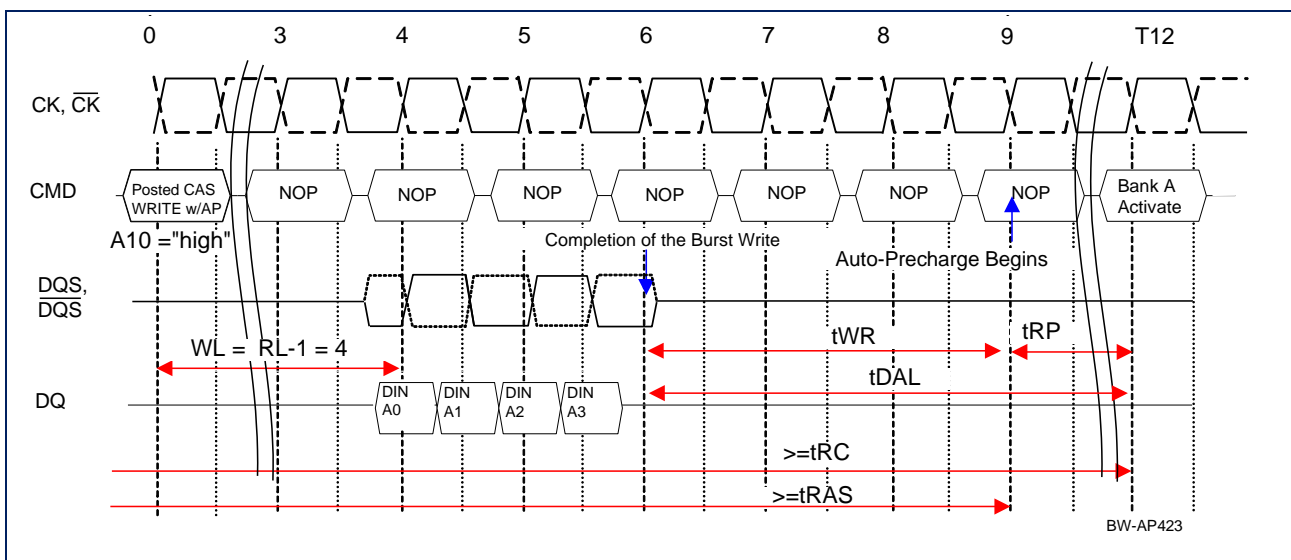 0 3 4 5 6 7 8 9 T12
CK, CK
CMD
Posted CAS
WRITE w/AP
NOP NOP NOP NOP NOP NOP NOP
Bank A
Activate
A10 ="high"
Completion of the Burst Write
Auto-Precharge Begins
DQS,
DQS
WL = RL-1 = 4
tWR
tRP
tDAL
DQ
DIN
A0
DIN
A1
DIN
A2
DIN
A3
>=tRC
>=tRAS
BW-AP423